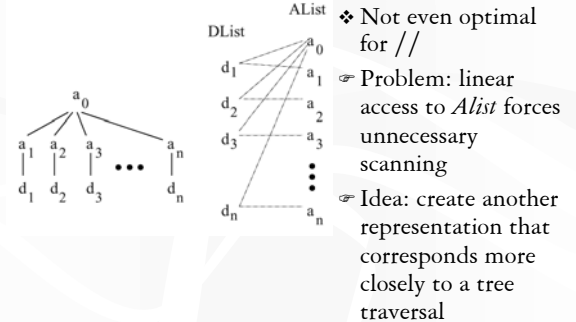 a0
a1 a2 a3 ••• an
d1 d2 d3 dn
DList AList
a0
d1 a1
d2 a2
d3 a3
dn an
❖ Not even optimal
for //
☞ Problem: linear
access to Alist forces
unnecessary
scanning
☞ Idea: create another
representation that
corresponds more
closely to a tree
traversal